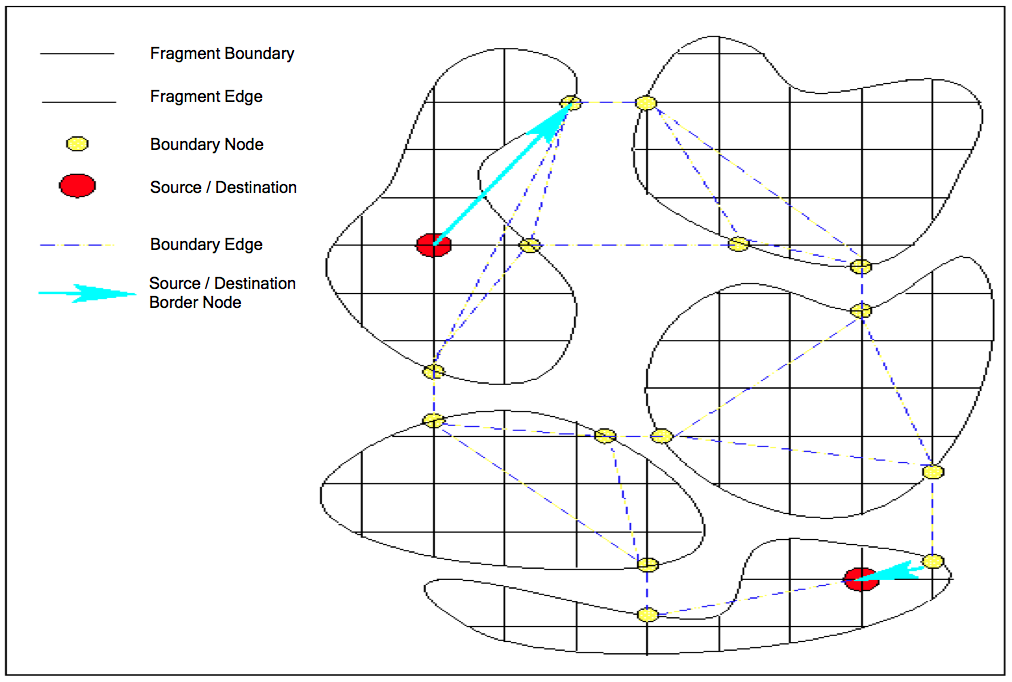 Fragment Boundary
Fragment Edge
Boundary Node
Source / Destination
Boundary Edge
Source / Destination
Border Node